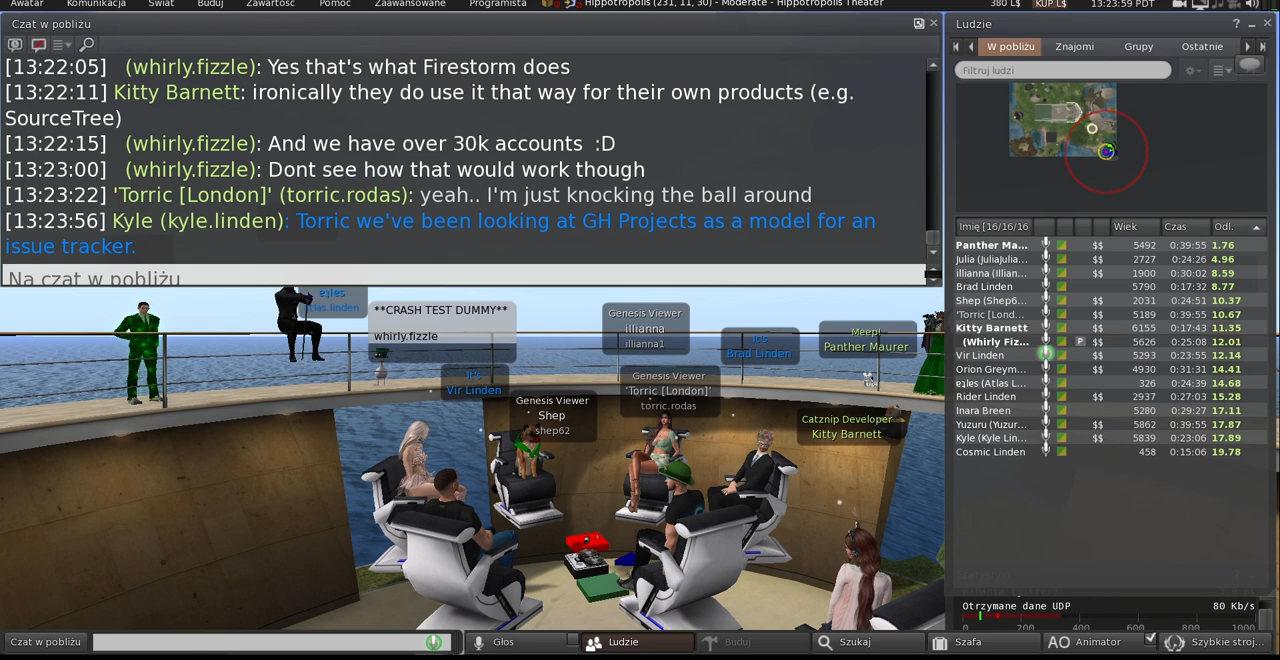 Awatar Komunikacja Świat Buduj Zawartość Pomoc Zaawansowane Programista Hippotropolis (231, 11, 30) - Moderate - Hippotropolis Theater 380 L$ KUP L$ 13:23:59 PDT
Czat w pobliżu
[13:22:05] (whirly.fizzle): Yes that's what Firestorm does
[13:22:11] Kitty Barnett: ironically they do use it that way for their own products (e.g.
SourceTree)
[13:22:15] (whirly.fizzle): And we have over 30k accounts :D
[13:23:00] (whirly.fizzle): Dont see how that would work though
[13:23:22] 'Torric [London]' (torric.rodas): yeah.. I'm just knocking the ball around
[13:23:56] Kyle (kyle.linden): Torric we've been looking at GH Projects as a model for an
issue tracker.
Na czat w pobliżu
ɐʇlɐs
atlas.linden
**CRASH TEST DUMMY**
whirly.fizzle
Genesis Viewer
illianna
illianna1
It's
Brad Linden
Meep!
Panther Maurer
It's
Vir Linden
Genesis Viewer
'Torric [London]'
torric.rodas
Genesis Viewer
Shep
shep62
Catznip Developer
Kitty Barnett
Ludzie
? _ ×
W pobliżu Znajomi Grupy Ostatnie
Filtruj ludzi
Imię [16/16/16 Wiek Czas Odl.
Panther Ma... $$ 5492 0:39:55 1.76
Julia (JuliaJulia... $$ 2727 0:24:26 4.96
illianna (Illian... $$ 1900 0:30:02 8.59
Brad Linden 5790 0:17:32 8.77
Shep (Shep6... $$ 2031 0:24:51 10.37
'Torric [Lond... $$ 5189 0:39:55 10.67
Kitty Barnett $$ 6155 0:17:43 11.35
(Whirly Fiz... P $$ 5626 0:25:08 12.01
Vir Linden $$ 5293 0:23:55 12.14
Orion Greym... $$ 4930 0:31:31 14.41
(Atlas L... 326 0:24:39 14.68
Rider Linden $$ 2937 0:27:03 15.28
Inara Breen 5280 0:29:27 17.11
Yuzuru (Yuzur... $$ 5862 0:39:55 17.87
Kyle (Kyle Lin... $$ 5839 0:23:06 17.89
Cosmic Linden 458 0:15:06 19.78
Otrzymane dane UDP 80 Kb/s
0 200 400 600 800 1000
Czat w pobliżu Głos Ludzie Buduj Szukaj Szafa AO Animator Szybkie stroj...